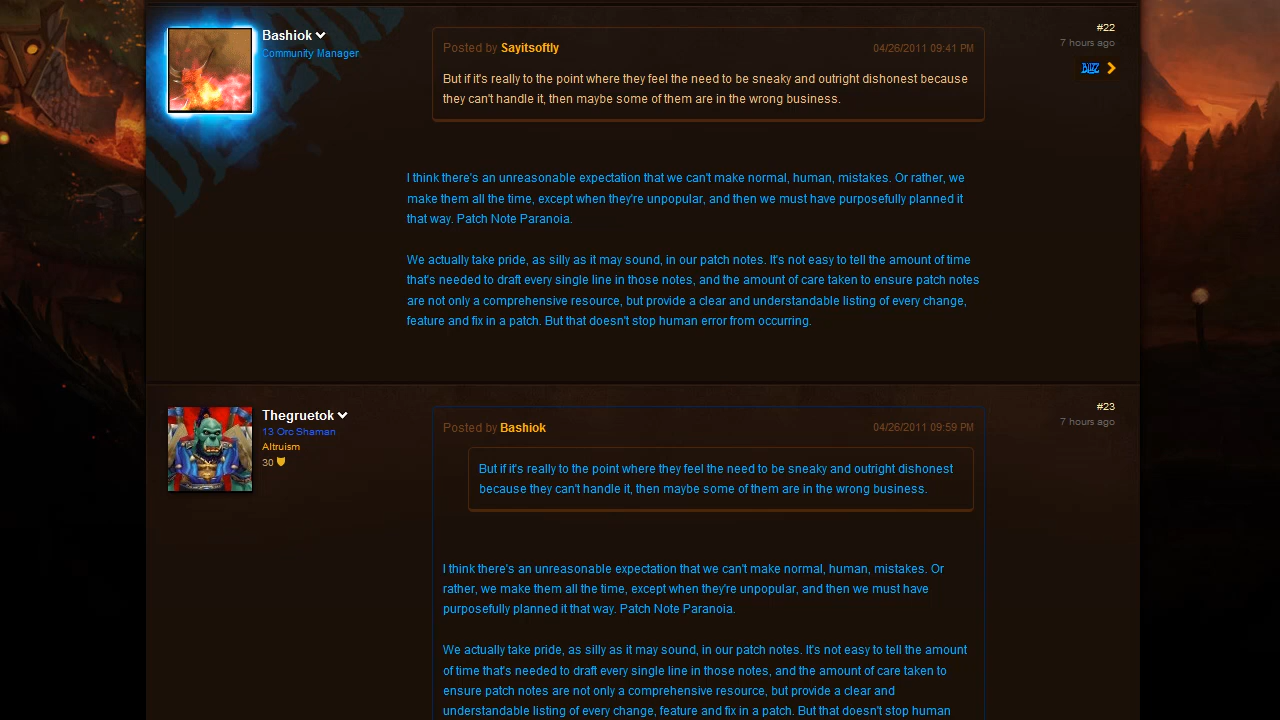 Bashiok
Community Manager
Posted by Sayitsoftly 04/26/2011 09:41 PM
But if it's really to the point where they feel the need to be sneaky and outright dishonest because
they can't handle it, then maybe some of them are in the wrong business.
#22
7 hours ago
BLIZZ
I think there's an unreasonable expectation that we can't make normal, human, mistakes. Or rather, we
make them all the time, except when they're unpopular, and then we must have purposefully planned it
that way. Patch Note Paranoia.
We actually take pride, as silly as it may sound, in our patch notes. It's not easy to tell the amount of time
that's needed to draft every single line in those notes, and the amount of care taken to ensure patch notes
are not only a comprehensive resource, but provide a clear and understandable listing of every change,
feature and fix in a patch. But that doesn't stop human error from occurring.
Thegruetok
13 Orc Shaman
Altruism
30
Posted by Bashiok 04/26/2011 09:59 PM
#23
7 hours ago
But if it's really to the point where they feel the need to be sneaky and outright dishonest
because they can't handle it, then maybe some of them are in the wrong business.
I think there's an unreasonable expectation that we can't make normal, human, mistakes. Or
rather, we make them all the time, except when they're unpopular, and then we must have
purposefully planned it that way. Patch Note Paranoia.
We actually take pride, as silly as it may sound, in our patch notes. It's not easy to tell the amount
of time that's needed to draft every single line in those notes, and the amount of care taken to
ensure patch notes are not only a comprehensive resource, but provide a clear and
understandable listing of every change, feature and fix in a patch. But that doesn't stop human